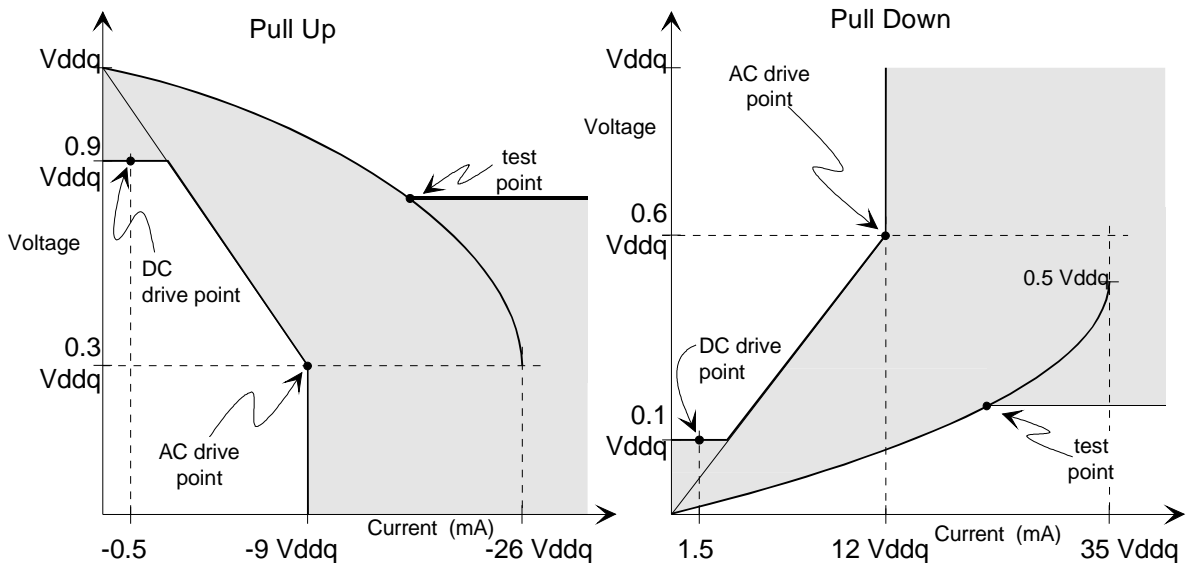 Pull Up
Vddq
0.9
Vddq
Voltage
DC
drive point
test
point
0.3
Vddq
AC drive
point
Current (mA)
-0.5
-9 Vddq
-26 Vddq
Pull Down
Vddq
AC drive
point
Voltage
0.6
Vddq
0.5 Vddq
DC drive
point
0.1
Vddq
test
point
Current (mA)
1.5
12 Vddq
35 Vddq